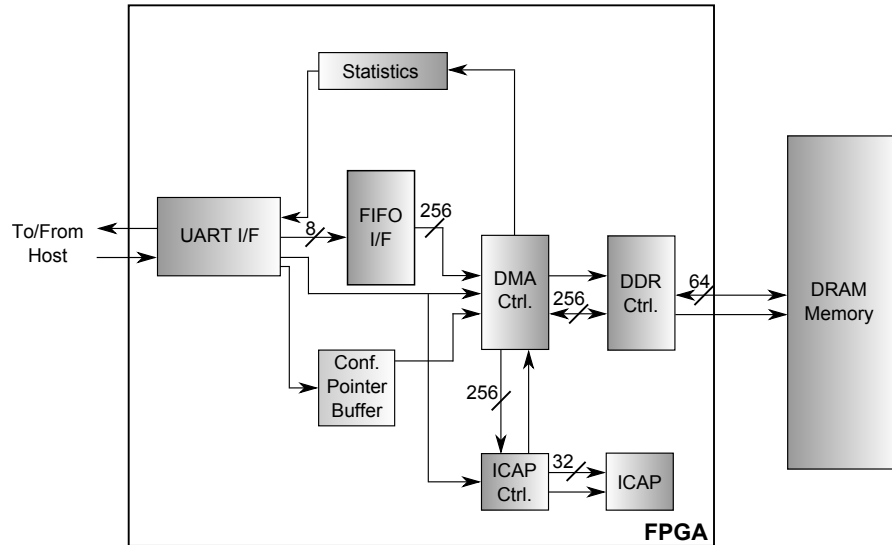 Statistics
To/From
Host
UART I/F
8
FIFO
I/F
256
DMA
Ctrl.
256
DDR
Ctrl.
64
DRAM
Memory
Conf.
Pointer
Buffer
256
ICAP
Ctrl.
32
ICAP
FPGA